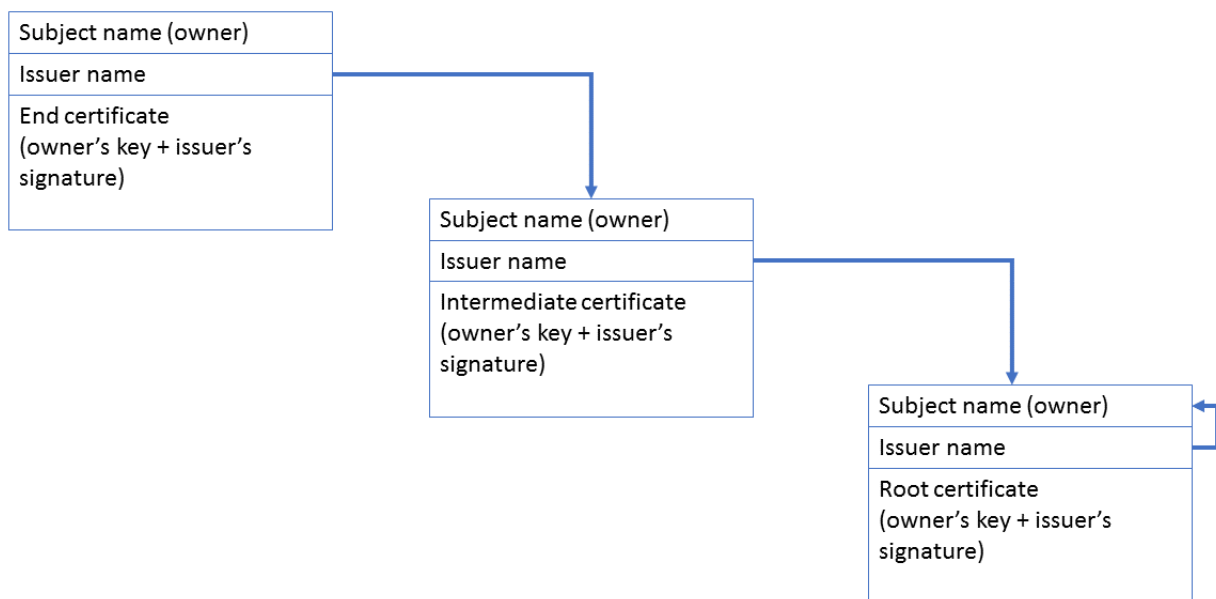 Subject name (owner)
Issuer name
End certificate
(owner’s key + issuer’s
signature)
Subject name (owner)
Issuer name
Intermediate certificate
(owner’s key + issuer’s
signature)
Subject name (owner)
Issuer name
Root certificate
(owner’s key + issuer’s
signature)